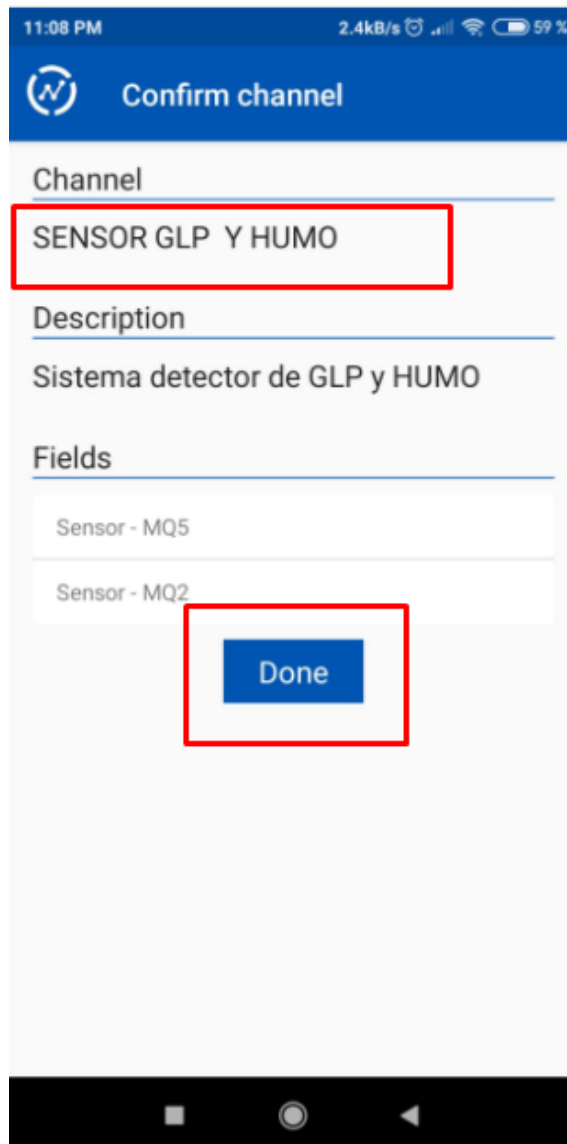 11:08 PM 2.4kB/s 59 %
Confirm channel
Channel
SENSOR GLP Y HUMO
Description
Sistema detector de GLP y HUMO
Fields
Sensor - MQ5
Sensor - MQ2
Done